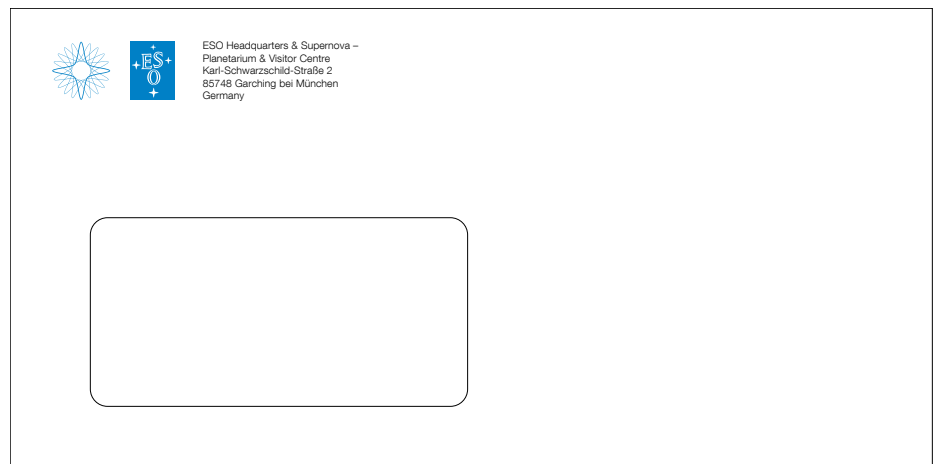 ESO
ESO Headquarters & Supernova –
Planetarium & Visitor Centre
Karl-Schwarzschild-Straße 2
85748 Garching bei München
Germany